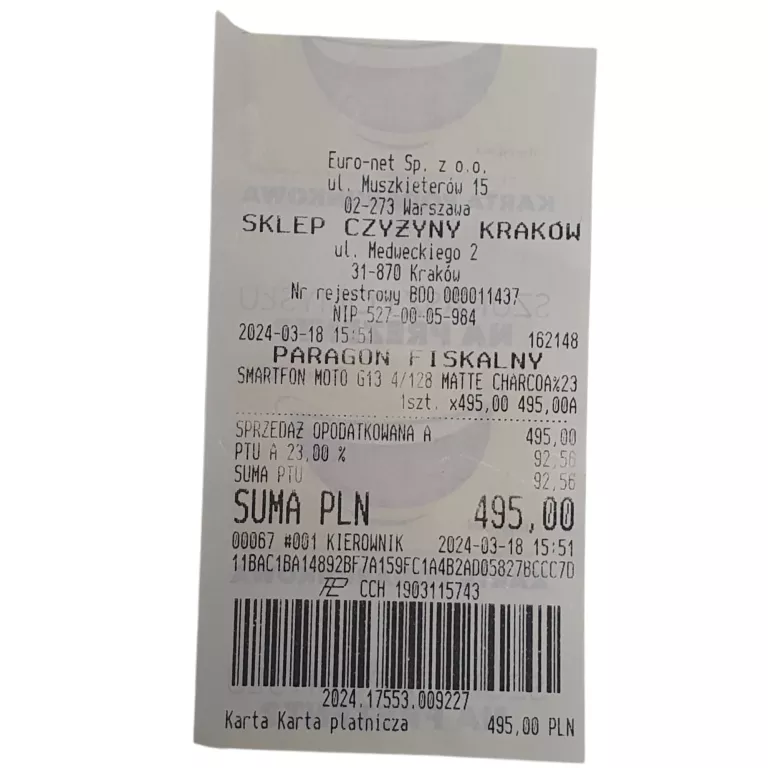 Euro-net Sp. z o.o.
ul. Muszkieterów 15
02-273 Warszawa
SKLEP CZYŻYNY KRAKÓW
ul. Medweckiego 2
31-870 Kraków
Nr rejestrowy BDO 000011437
NIP 527-00-05-984
2024-03-18 15:51 162148
PARAGON FISKALNY
SMARTFON MOTO G13 4/128 MATTE CHARCOA%23
1szt. x495,00 495,00A
SPRZEDAŻ OPODATKOWANA A 495,00
PTU A 23,00 % 92,56
SUMA PTU 92,56
SUMA PLN 495,00
00067 #001 KIEROWNIK 2024-03-18 15:51
11BAC1BA14892BF7A159FC1A4B2AD05827BCCC7D
CCH 1903115743
2024.17553.009227
Karta Karta płatnicza 495,00 PLN